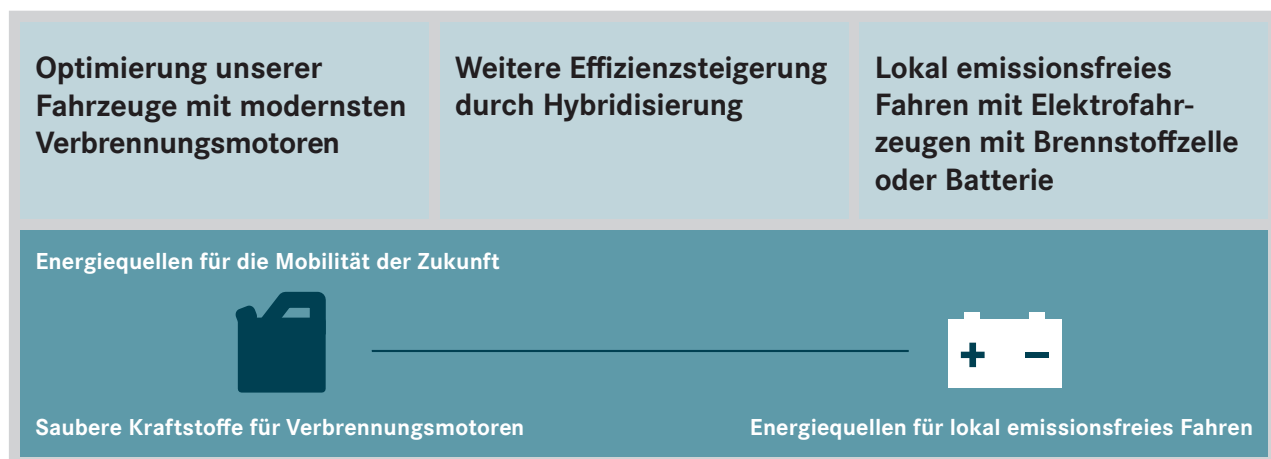 Optimierung unserer
Fahrzeuge mit modernsten
Verbrennungsmotoren
Weitere Effizienzsteigerung
durch Hybridisierung
Lokal emissionsfreies
Fahren mit Elektrofahr-
zeugen mit Brennstoffzelle
oder Batterie
Energiequellen für die Mobilität der Zukunft
+ –
Saubere Kraftstoffe für Verbrennungsmotoren
Energiequellen für lokal emissionsfreies Fahren